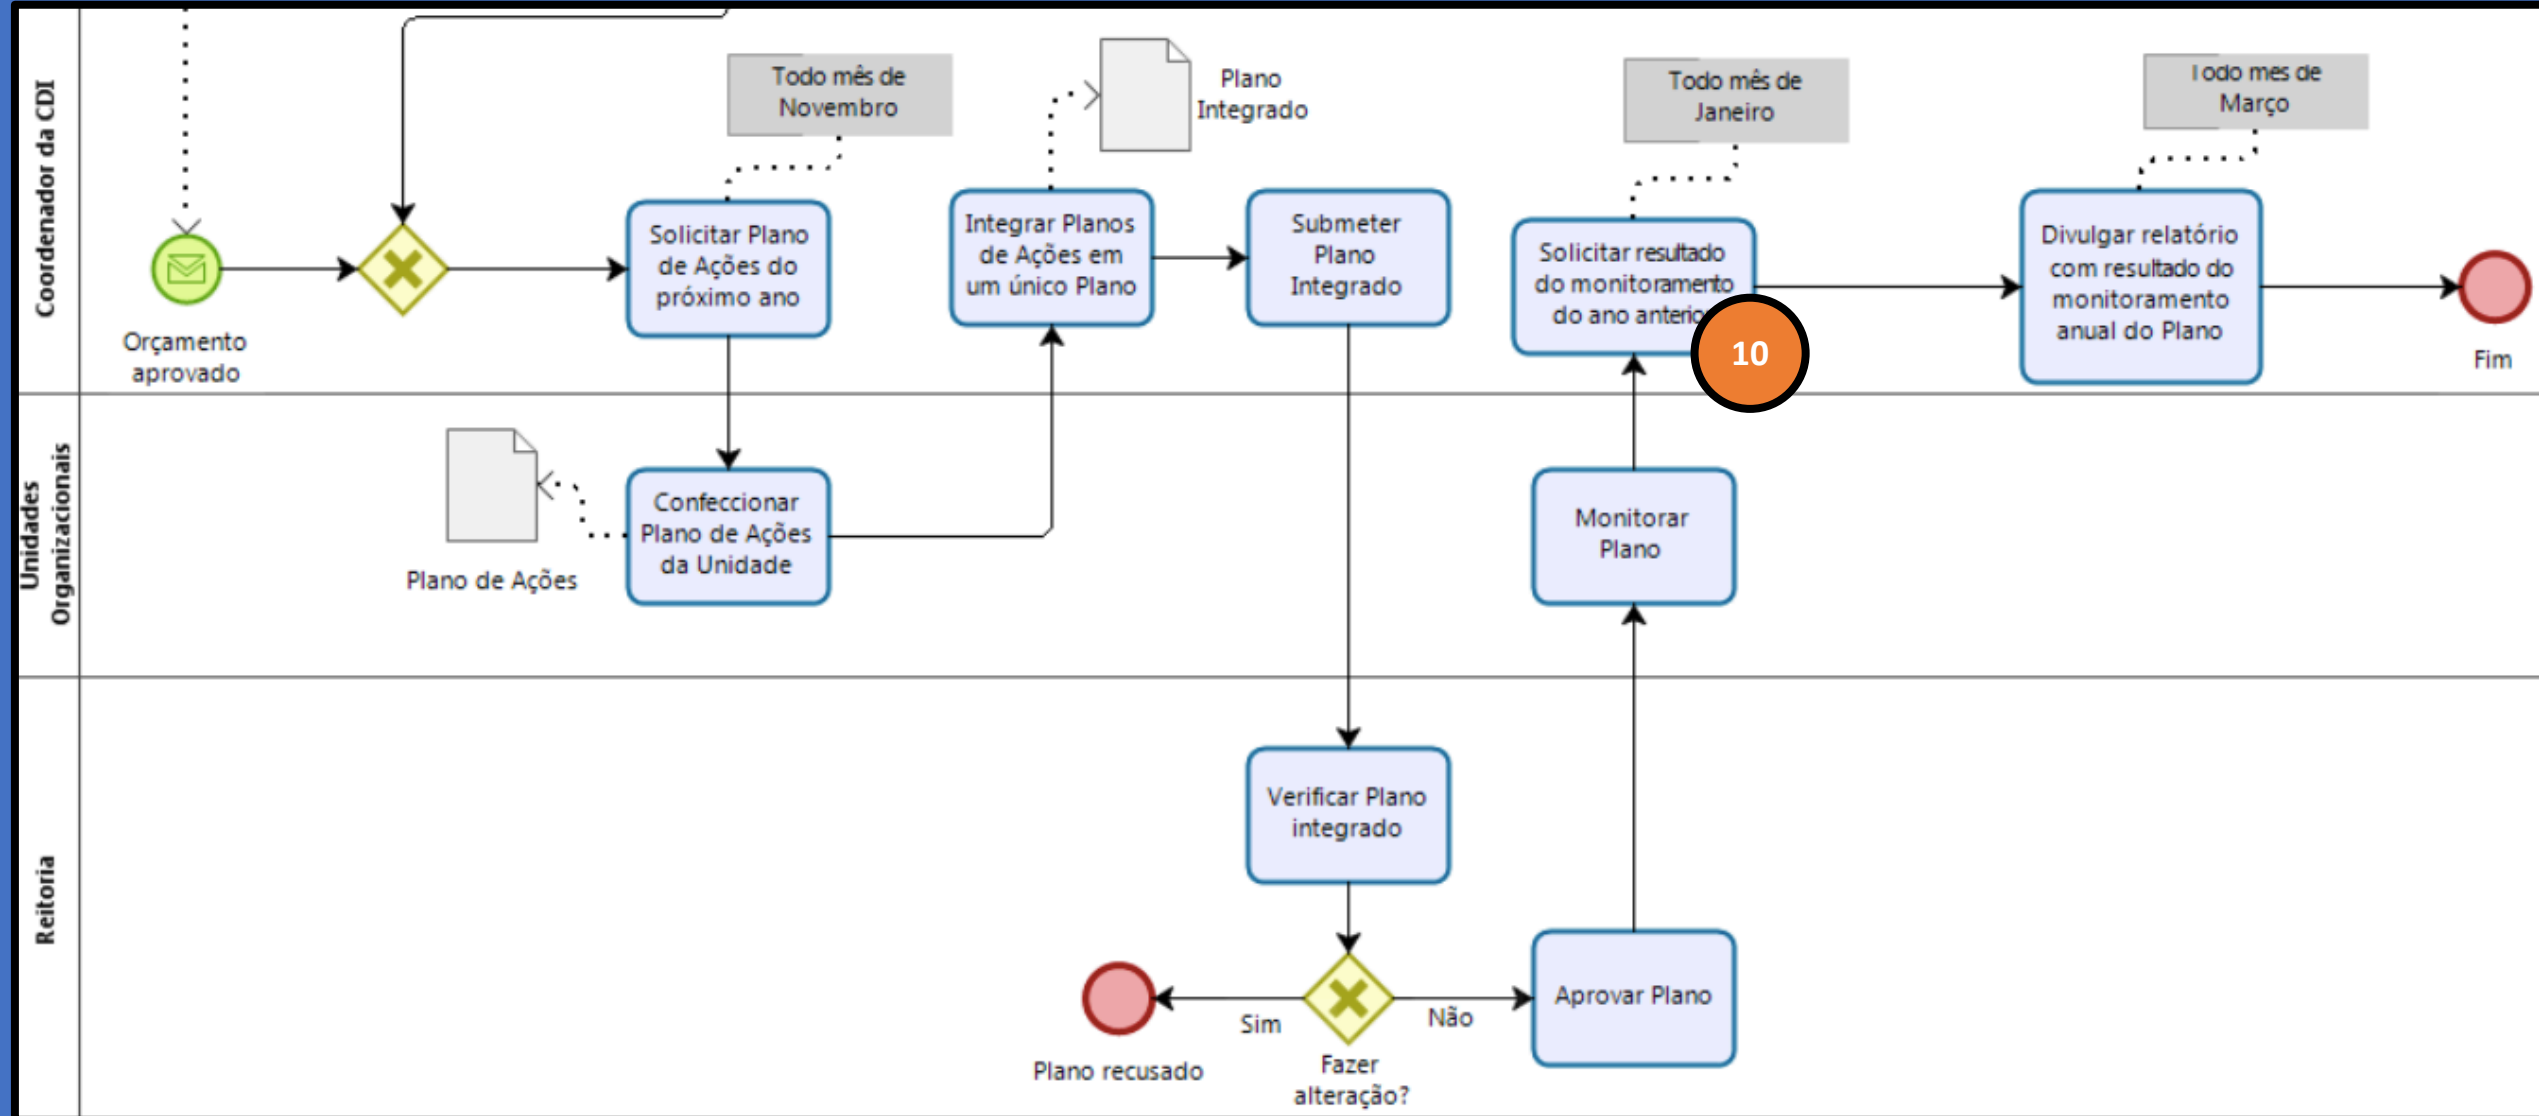 Coordenador da CDI
Orçamento
aprovado
Todo mês de
Novembro
Solicitar Plano
de Ações do
próximo ano
Plano
Integrado
Integrar Planos
de Ações em
um único Plano
Submeter
Plano
Integrado
Todo mês de
Janeiro
Solicitar resultado
do monitoramento
do ano anterior
10
Todo mês de
Março
Divulgar relatório
com resultado do
monitoramento
anual do Plano
Fim
Unidades
Organizacionais
Plano de Ações
Confeccionar
Plano de Ações
da Unidade
Monitorar
Plano
Reitoria
Verificar Plano
integrado
Plano recusado
Sim
Fazer
alteração?
Não
Aprovar Plano